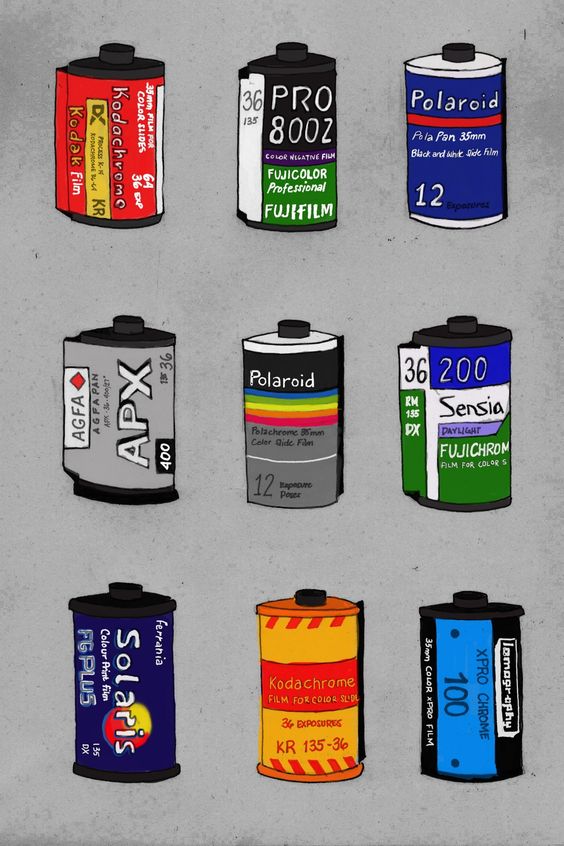 35mm FILM FOR
COLOR SLIDES
64
36 EXP
Kodachrome
DX
PROCESS K-14
KODACHROME 64
KR
Kodak Film
36
135
PRO
800Z
COLOR NEGATIVE FILM
FUJICOLOR
Professional
FUJIFILM
Polaroid
Pola Pan 35mm
Black and White Slide Film
12 Exposures
AGFA
AGFAPAN
APX·36·400/27°
APX
135 36
400
Polaroid
Polachrome 35mm
Color Slide Film
12 Exposure
36
RM
135
DX
200
Sensia
DAYLIGHT
FUJICHROM
FILM FOR COLOR S
Ferrania
Solaris
Colour Print film
FG PLUS
135
DX
Kodachrome
FILM FOR COLOR SLIDE
36 EXPOSURES
KR 135-36
lomography
XPRO CHROME
100
35mm COLOR XPRO FILM